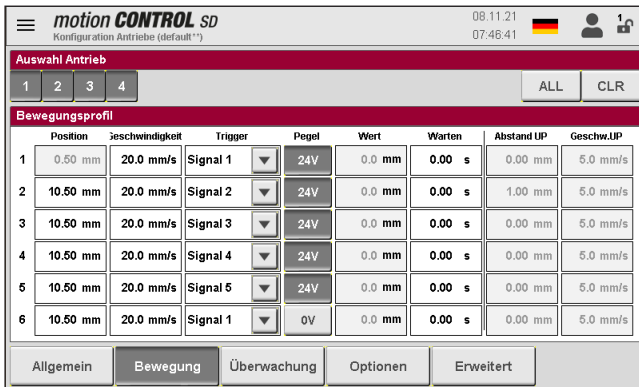 motion CONTROL SD
Konfiguration Antriebe (default**)
08.11.21
07:46:41
1
Auswahl Antrieb
1 2 3 4 ALL CLR
Bewegungsprofil
Position Geschwindigkeit Trigger Pegel Wert Warten Abstand UP Geschw.UP
1 0.50 mm 20.0 mm/s Signal 1 24V 0.0 mm 0.00 s 0.00 mm 5.0 mm/s
2 10.50 mm 20.0 mm/s Signal 2 24V 0.0 mm 0.00 s 1.00 mm 5.0 mm/s
3 10.50 mm 20.0 mm/s Signal 3 24V 0.0 mm 0.00 s 0.00 mm 5.0 mm/s
4 10.50 mm 20.0 mm/s Signal 4 24V 0.0 mm 0.00 s 0.00 mm 5.0 mm/s
5 10.50 mm 20.0 mm/s Signal 5 24V 0.0 mm 0.00 s 0.00 mm 5.0 mm/s
6 10.50 mm 20.0 mm/s Signal 1 0V 0.0 mm 0.00 s 0.00 mm 5.0 mm/s
Allgemein Bewegung Überwachung Optionen Erweitert